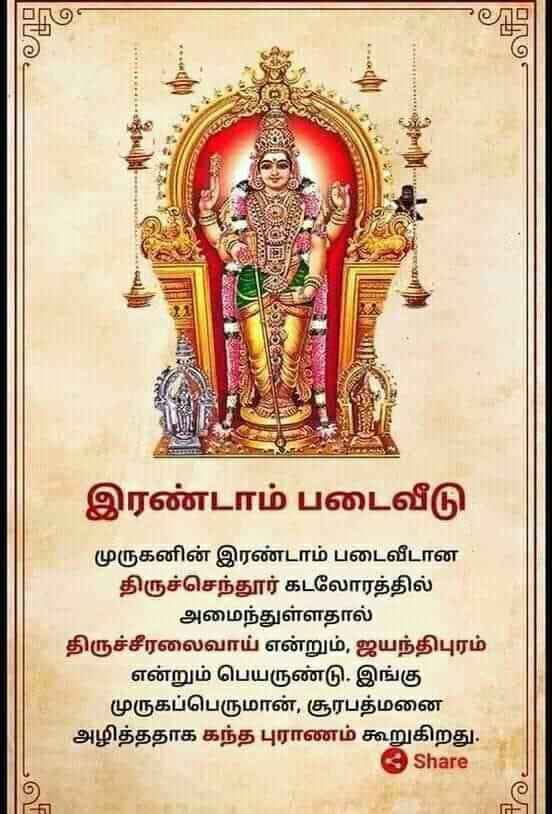 இரண்டாம் படைவீடு
முருகனின் இரண்டாம் படைவீடான
திருச்செந்தூர் கடலோரத்தில்
அமைந்துள்ளதால்
திருச்சீரலைவாய் என்றும், ஜயந்திபுரம்
என்றும் பெயருண்டு. இங்கு
முருகப்பெருமான், சூரபத்மனை
அழித்ததாக கந்த புராணம் கூறுகிறது.
Share